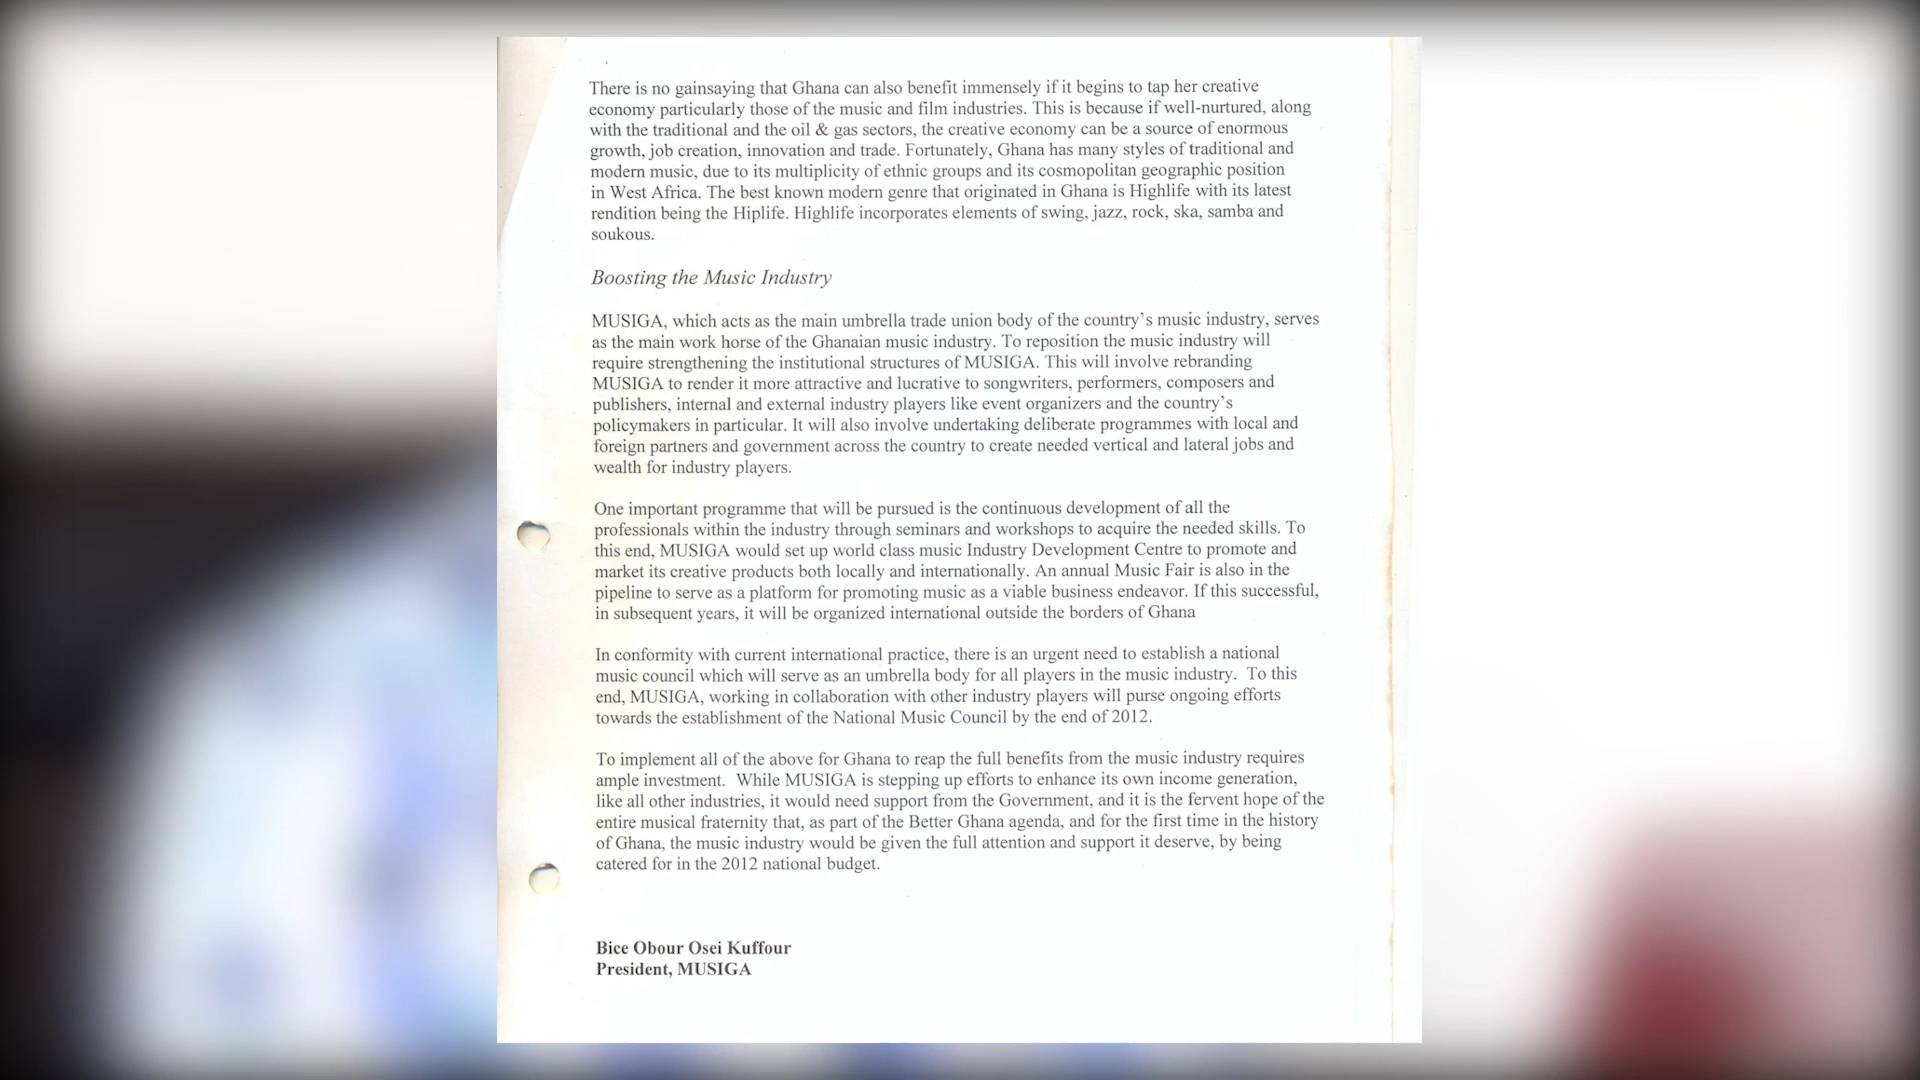 There is no gainsaying that Ghana can also benefit immensely if it begins to tap her creative
economy particularly those of the music and film industries. This is because if well-nurtured, along
with the traditional and the oil & gas sectors, the creative economy can be a source of enormous
growth, job creation, innovation and trade. Fortunately, Ghana has many styles of traditional and
modern music, due to its multiplicity of ethnic groups and its cosmopolitan geographic position
in West Africa. The best known modern genre that originated in Ghana is Highlife with its latest
rendition being the Hiplife. Highlife incorporates elements of swing, jazz, rock, ska, samba and
soukous.
Boosting the Music Industry
MUSIGA, which acts as the main umbrella trade union body of the country’s music industry, serves
as the main work horse of the Ghanaian music industry. To reposition the music industry will
require strengthening the institutional structures of MUSIGA. This will involve rebranding
MUSIGA to render it more attractive and lucrative to songwriters, performers, composers and
publishers, internal and external industry players like event organizers and the country’s
policymakers in particular. It will also involve undertaking deliberate programmes with local and
foreign partners and government across the country to create needed vertical and lateral jobs and
wealth for industry players.
One important programme that will be pursued is the continuous development of all the
professionals within the industry through seminars and workshops to acquire the needed skills. To
this end, MUSIGA would set up world class music Industry Development Centre to promote and
market its creative products both locally and internationally. An annual Music Fair is also in the
pipeline to serve as a platform for promoting music as a viable business endeavor. If this successful,
in subsequent years, it will be organized international outside the borders of Ghana
In conformity with current international practice, there is an urgent need to establish a national
music council which will serve as an umbrella body for all players in the music industry.  To this
end, MUSIGA, working in collaboration with other industry players will purse ongoing efforts
towards the establishment of the National Music Council by the end of 2012.
To implement all of the above for Ghana to reap the full benefits from the music industry requires
ample investment.  While MUSIGA is stepping up efforts to enhance its own income generation,
like all other industries, it would need support from the Government, and it is the fervent hope of the
entire musical fraternity that, as part of the Better Ghana agenda, and for the first time in the history
of Ghana, the music industry would be given the full attention and support it deserve, by being
catered for in the 2012 national budget.
Bice Obour Osei Kuffour
President, MUSIGA